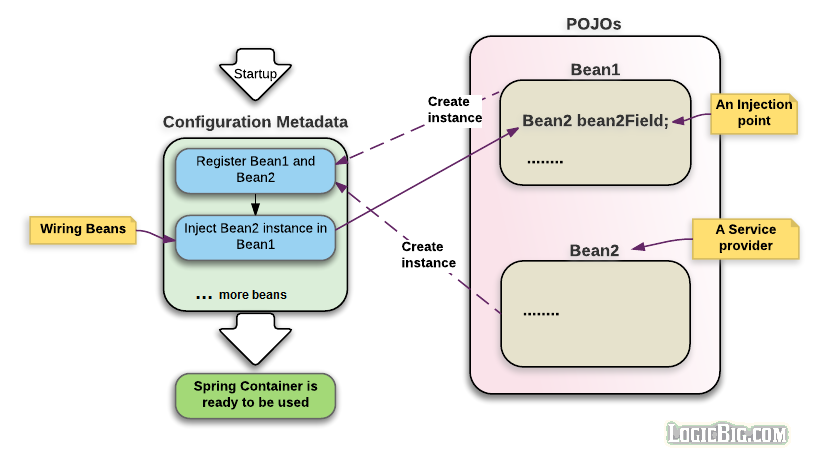 POJOs
Startup
Bean1
Create
instance
An Injection
point
Bean2 bean2Field;
Configuration Metadata
........
Register Bean1 and
Bean2
Wiring Beans
Inject Bean2 instance in
Bean1
A Service
provider
Create
instance
Bean2
... more beans
........
Spring Container is
ready to be used
LogicBig.com